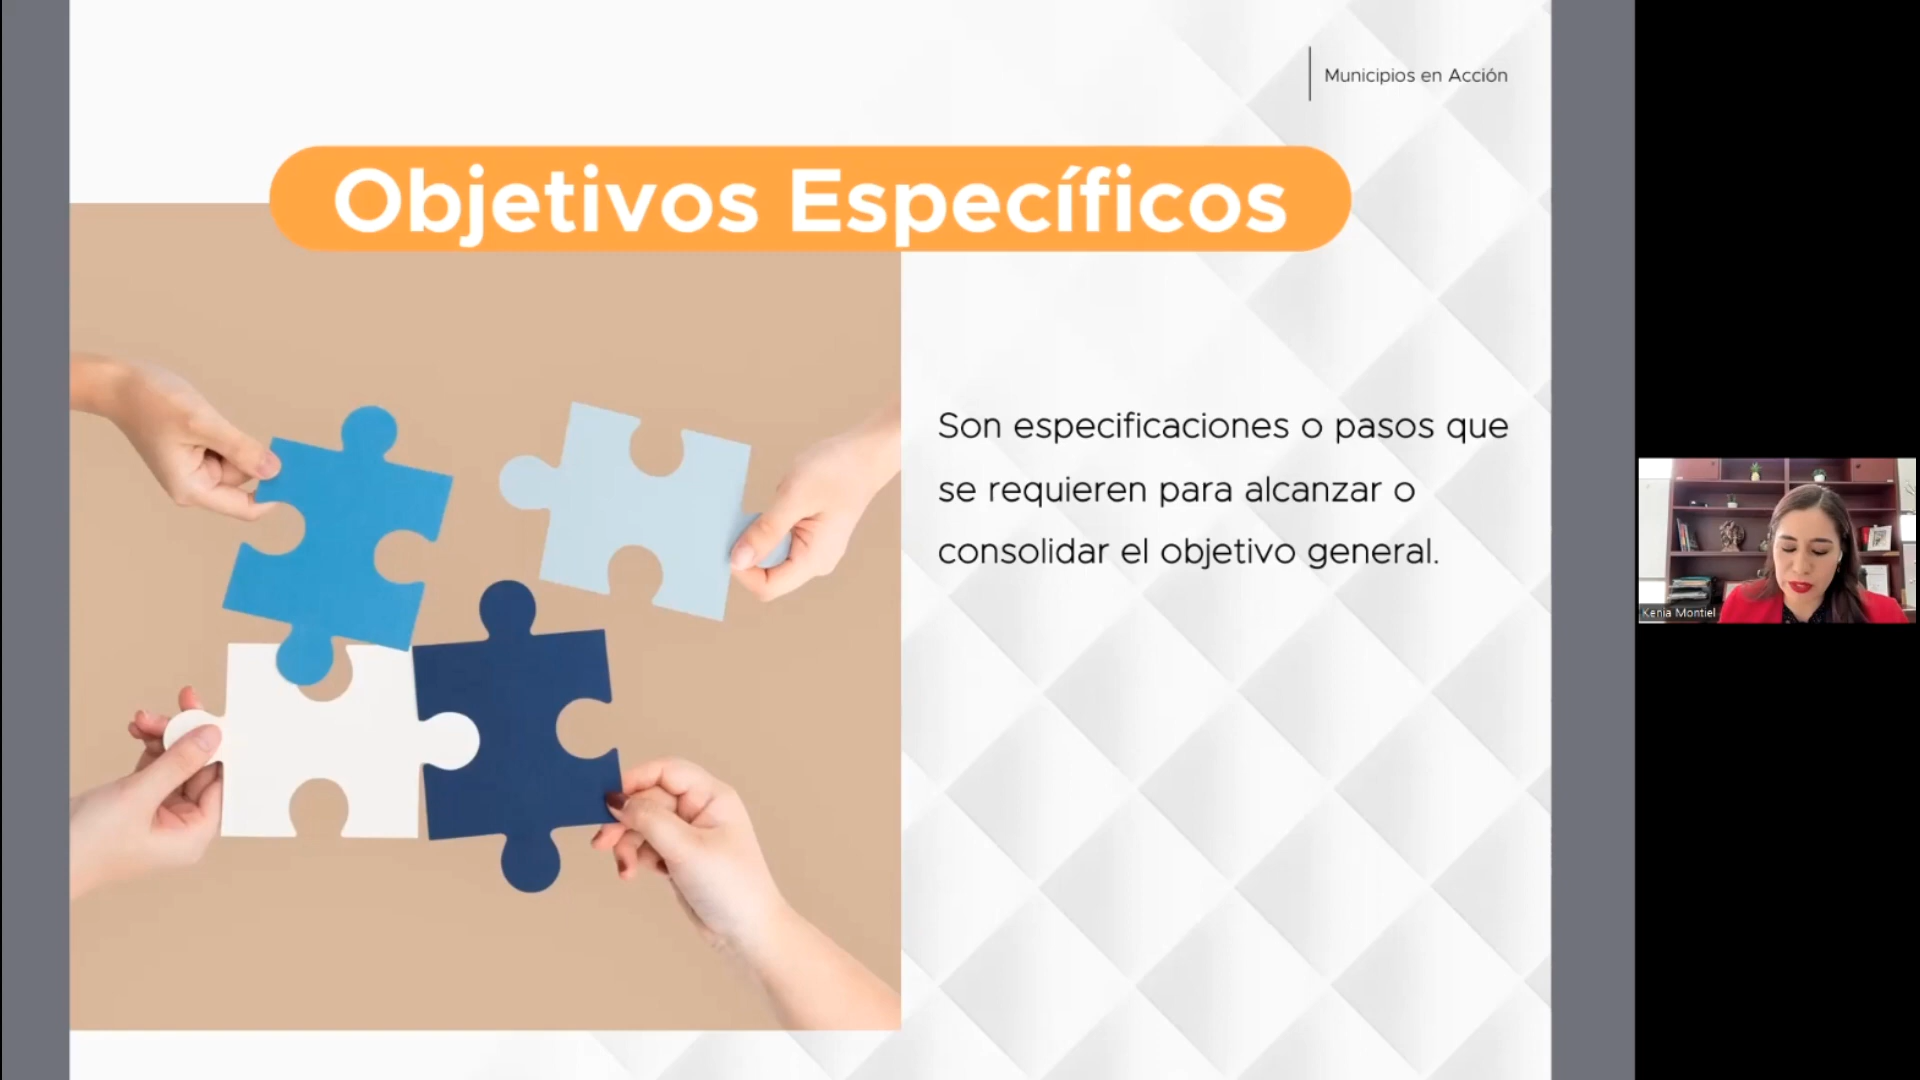 Municipios en Acción
Objetivos Específicos
Son especificaciones o pasos que
se requieren para alcanzar o
consolidar el objetivo general.
Kenia Montiel